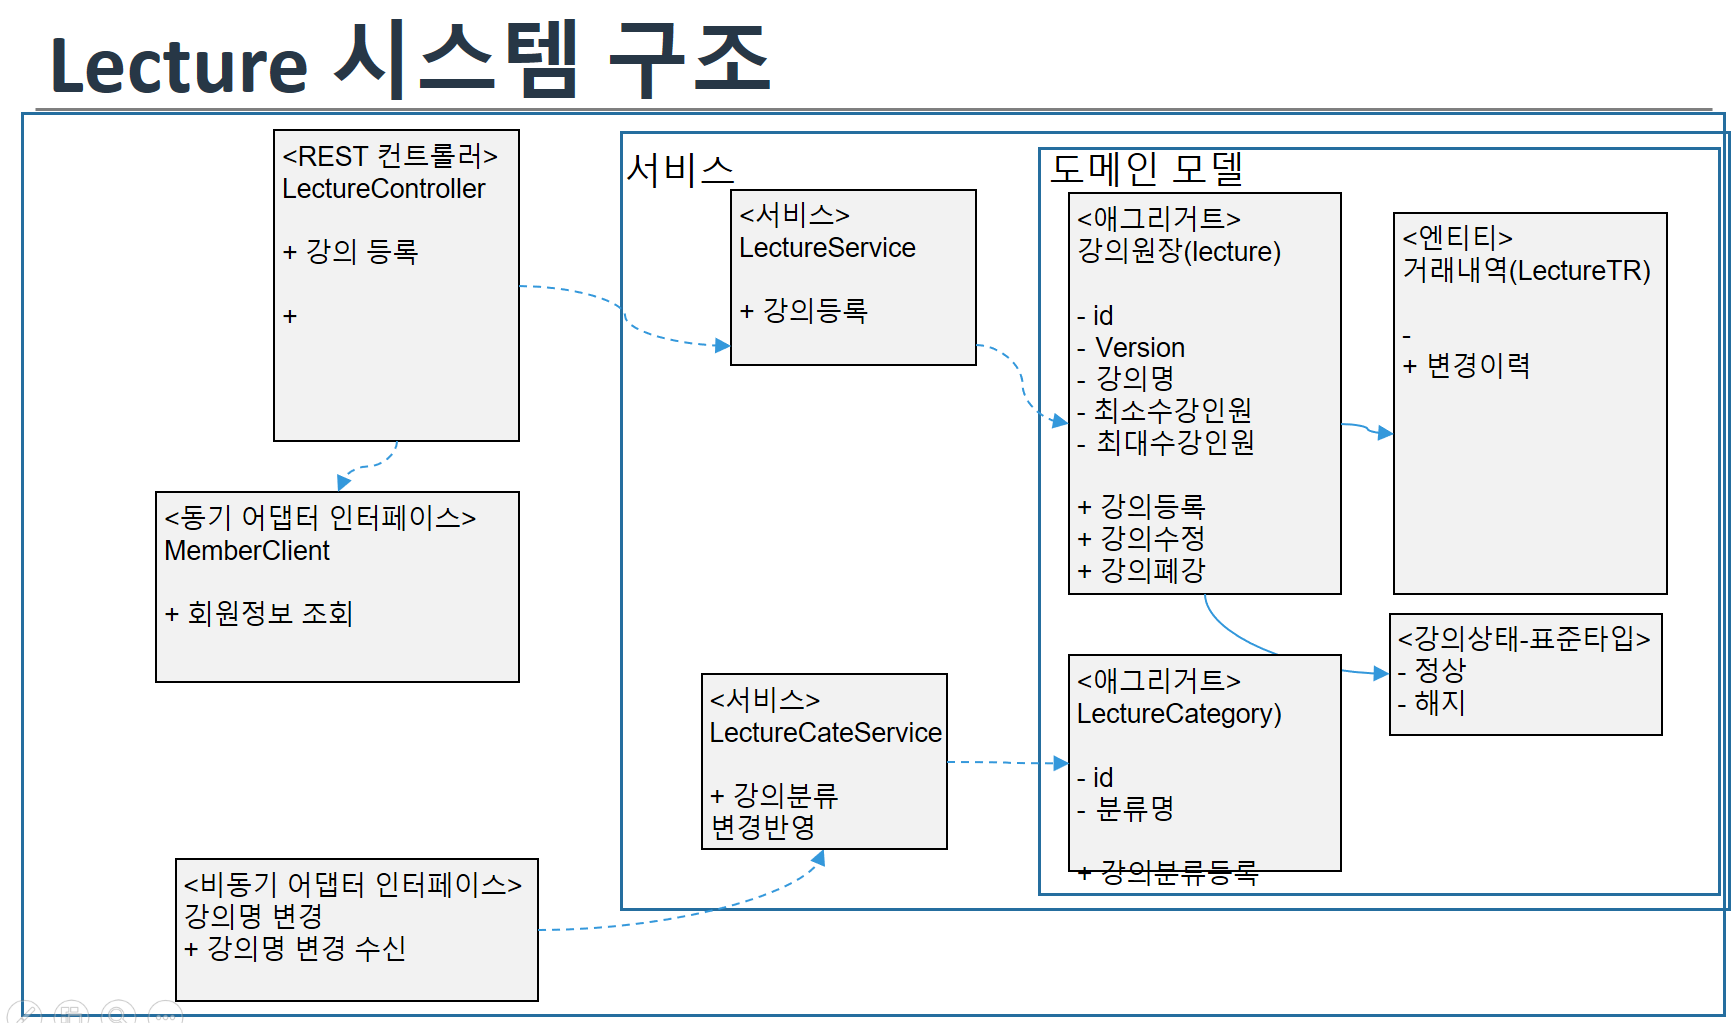 Lecture 시스템 구조
<REST 컨트롤러>
LectureController
+ 강의 등록
+
<동기 어댑터 인터페이스>
MemberClient
+ 회원정보 조회
<비동기 어댑터 인터페이스>
강의명 변경
+ 강의명 변경 수신
서비스
<서비스>
LectureService
+ 강의등록
<서비스>
LectureCateService
+ 강의분류
변경반영
도메인 모델
<애그리거트>
강의원장(lecture)
- id
- Version
- 강의명
- 최소수강인원
- 최대수강인원
+ 강의등록
+ 강의수정
+ 강의폐강
<엔티티>
거래내역(LectureTR)
-
+ 변경이력
<강의상태-표준타입>
- 정상
- 해지
<애그리거트>
LectureCategory)
- id
- 분류명
+ 강의분류등록